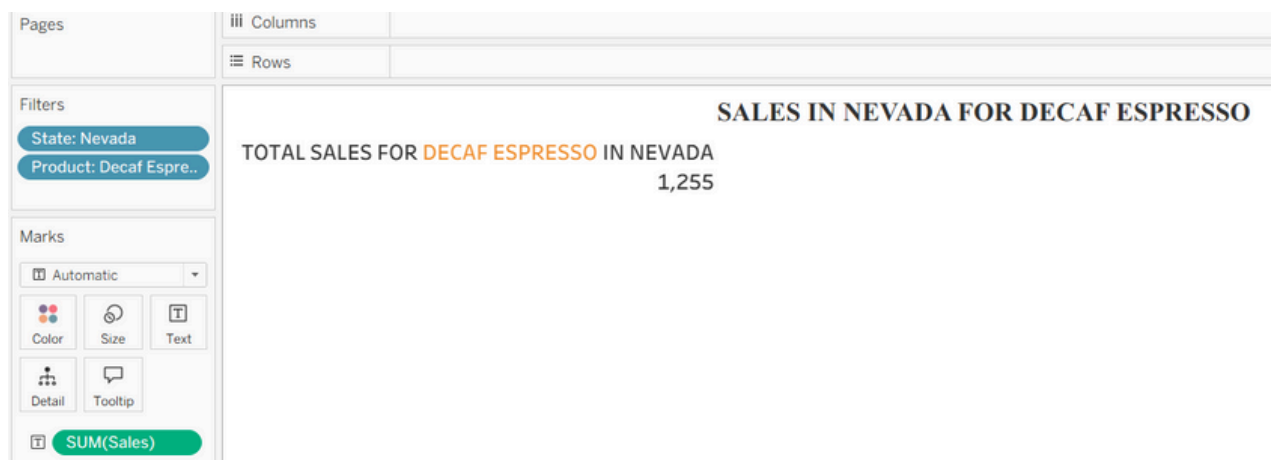 Pages
iii Columns
Rows
Filters
State: Nevada
Product: Decaf Espre..
SALES IN NEVADA FOR DECAF ESPRESSO
TOTAL SALES FOR DECAF ESPRESSO IN NEVADA
1,255
Marks
T Automatic
Color Size T Text
Detail Tooltip
T SUM(Sales)